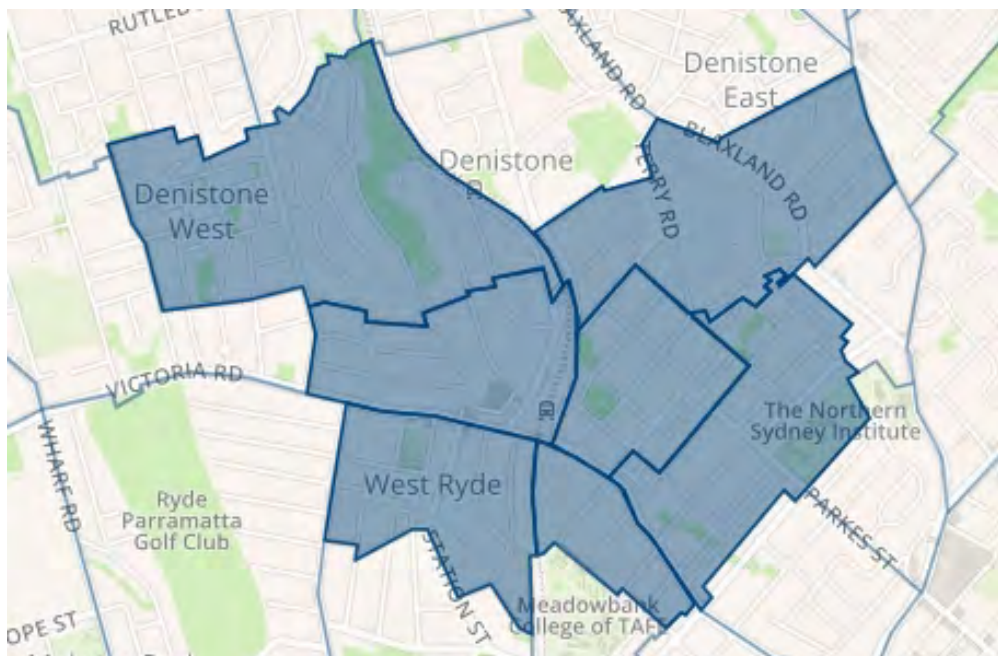 RUTLED
BLAXLAND RD
Denistone
East
BLAXLAND RD
Denistone
TERRY RD
Denistone
West
VICTORIA RD
WHARF RD
The Northern
Sydney Institute
West Ryde
Ryde
Parramatta
Golf Club
STATION ST
PARKES ST
Meadowbank
College of TAFE
OPE ST